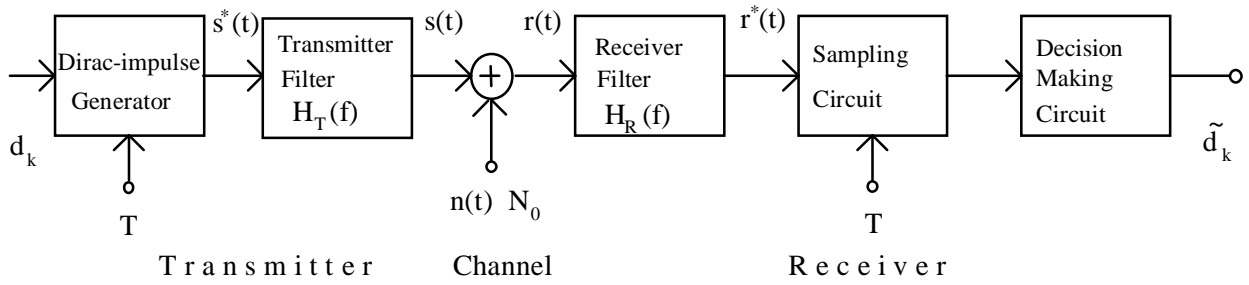 s*(t)
s(t)
r(t)
r*(t)
Dirac-impulse
Generator
Transmitter
Filter
H_T(f)
+
Receiver
Filter
H_R(f)
Sampling
Circuit
Decision
Making
Circuit
d_k
d̃_k
T
n(t) N_0
T
Transmitter
Channel
Receiver